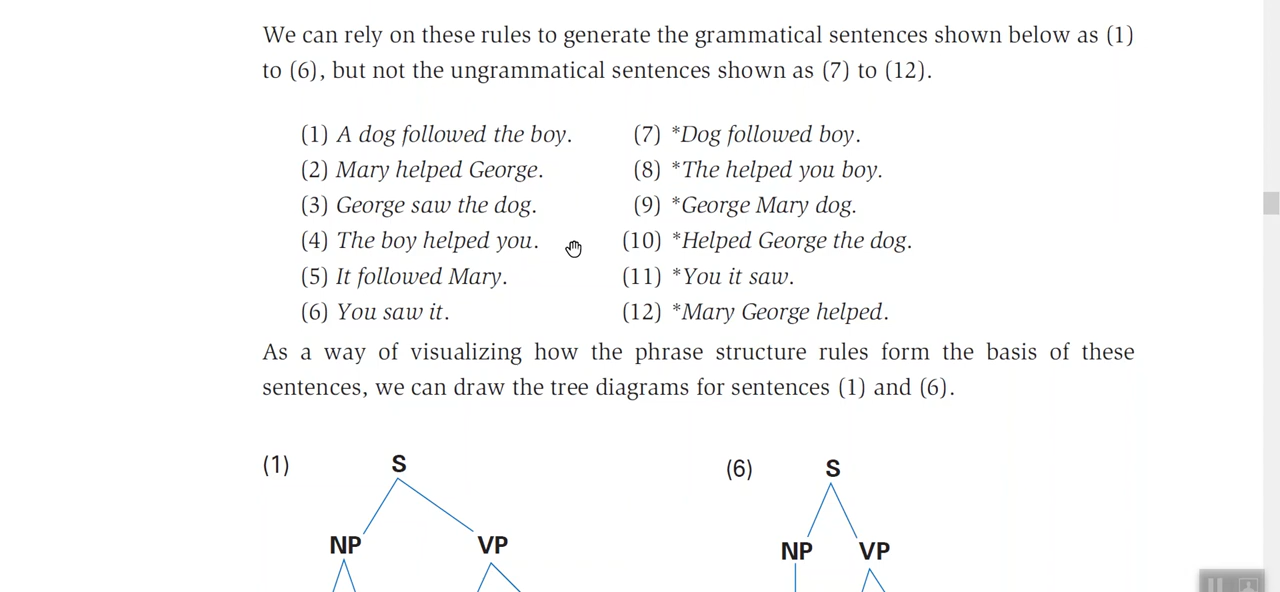 We can rely on these rules to generate the grammatical sentences shown below as (1)
to (6), but not the ungrammatical sentences shown as (7) to (12).
(1) A dog followed the boy.
(2) Mary helped George.
(3) George saw the dog.
(4) The boy helped you.
(5) It followed Mary.
(6) You saw it.
(7) *Dog followed boy.
(8) *The helped you boy.
(9) *George Mary dog.
(10) *Helped George the dog.
(11) *You it saw.
(12) *Mary George helped.
As a way of visualizing how the phrase structure rules form the basis of these
sentences, we can draw the tree diagrams for sentences (1) and (6).
(1) S
NP VP
(6) S
NP VP